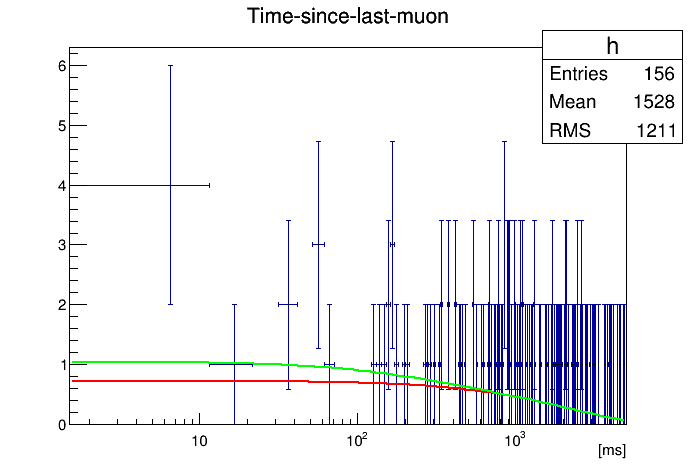 Time-since-last-muon
h
Entries 156
Mean 1528
RMS 1211
6
5
4
3
2
1
0
10
10²
10³
[ms]